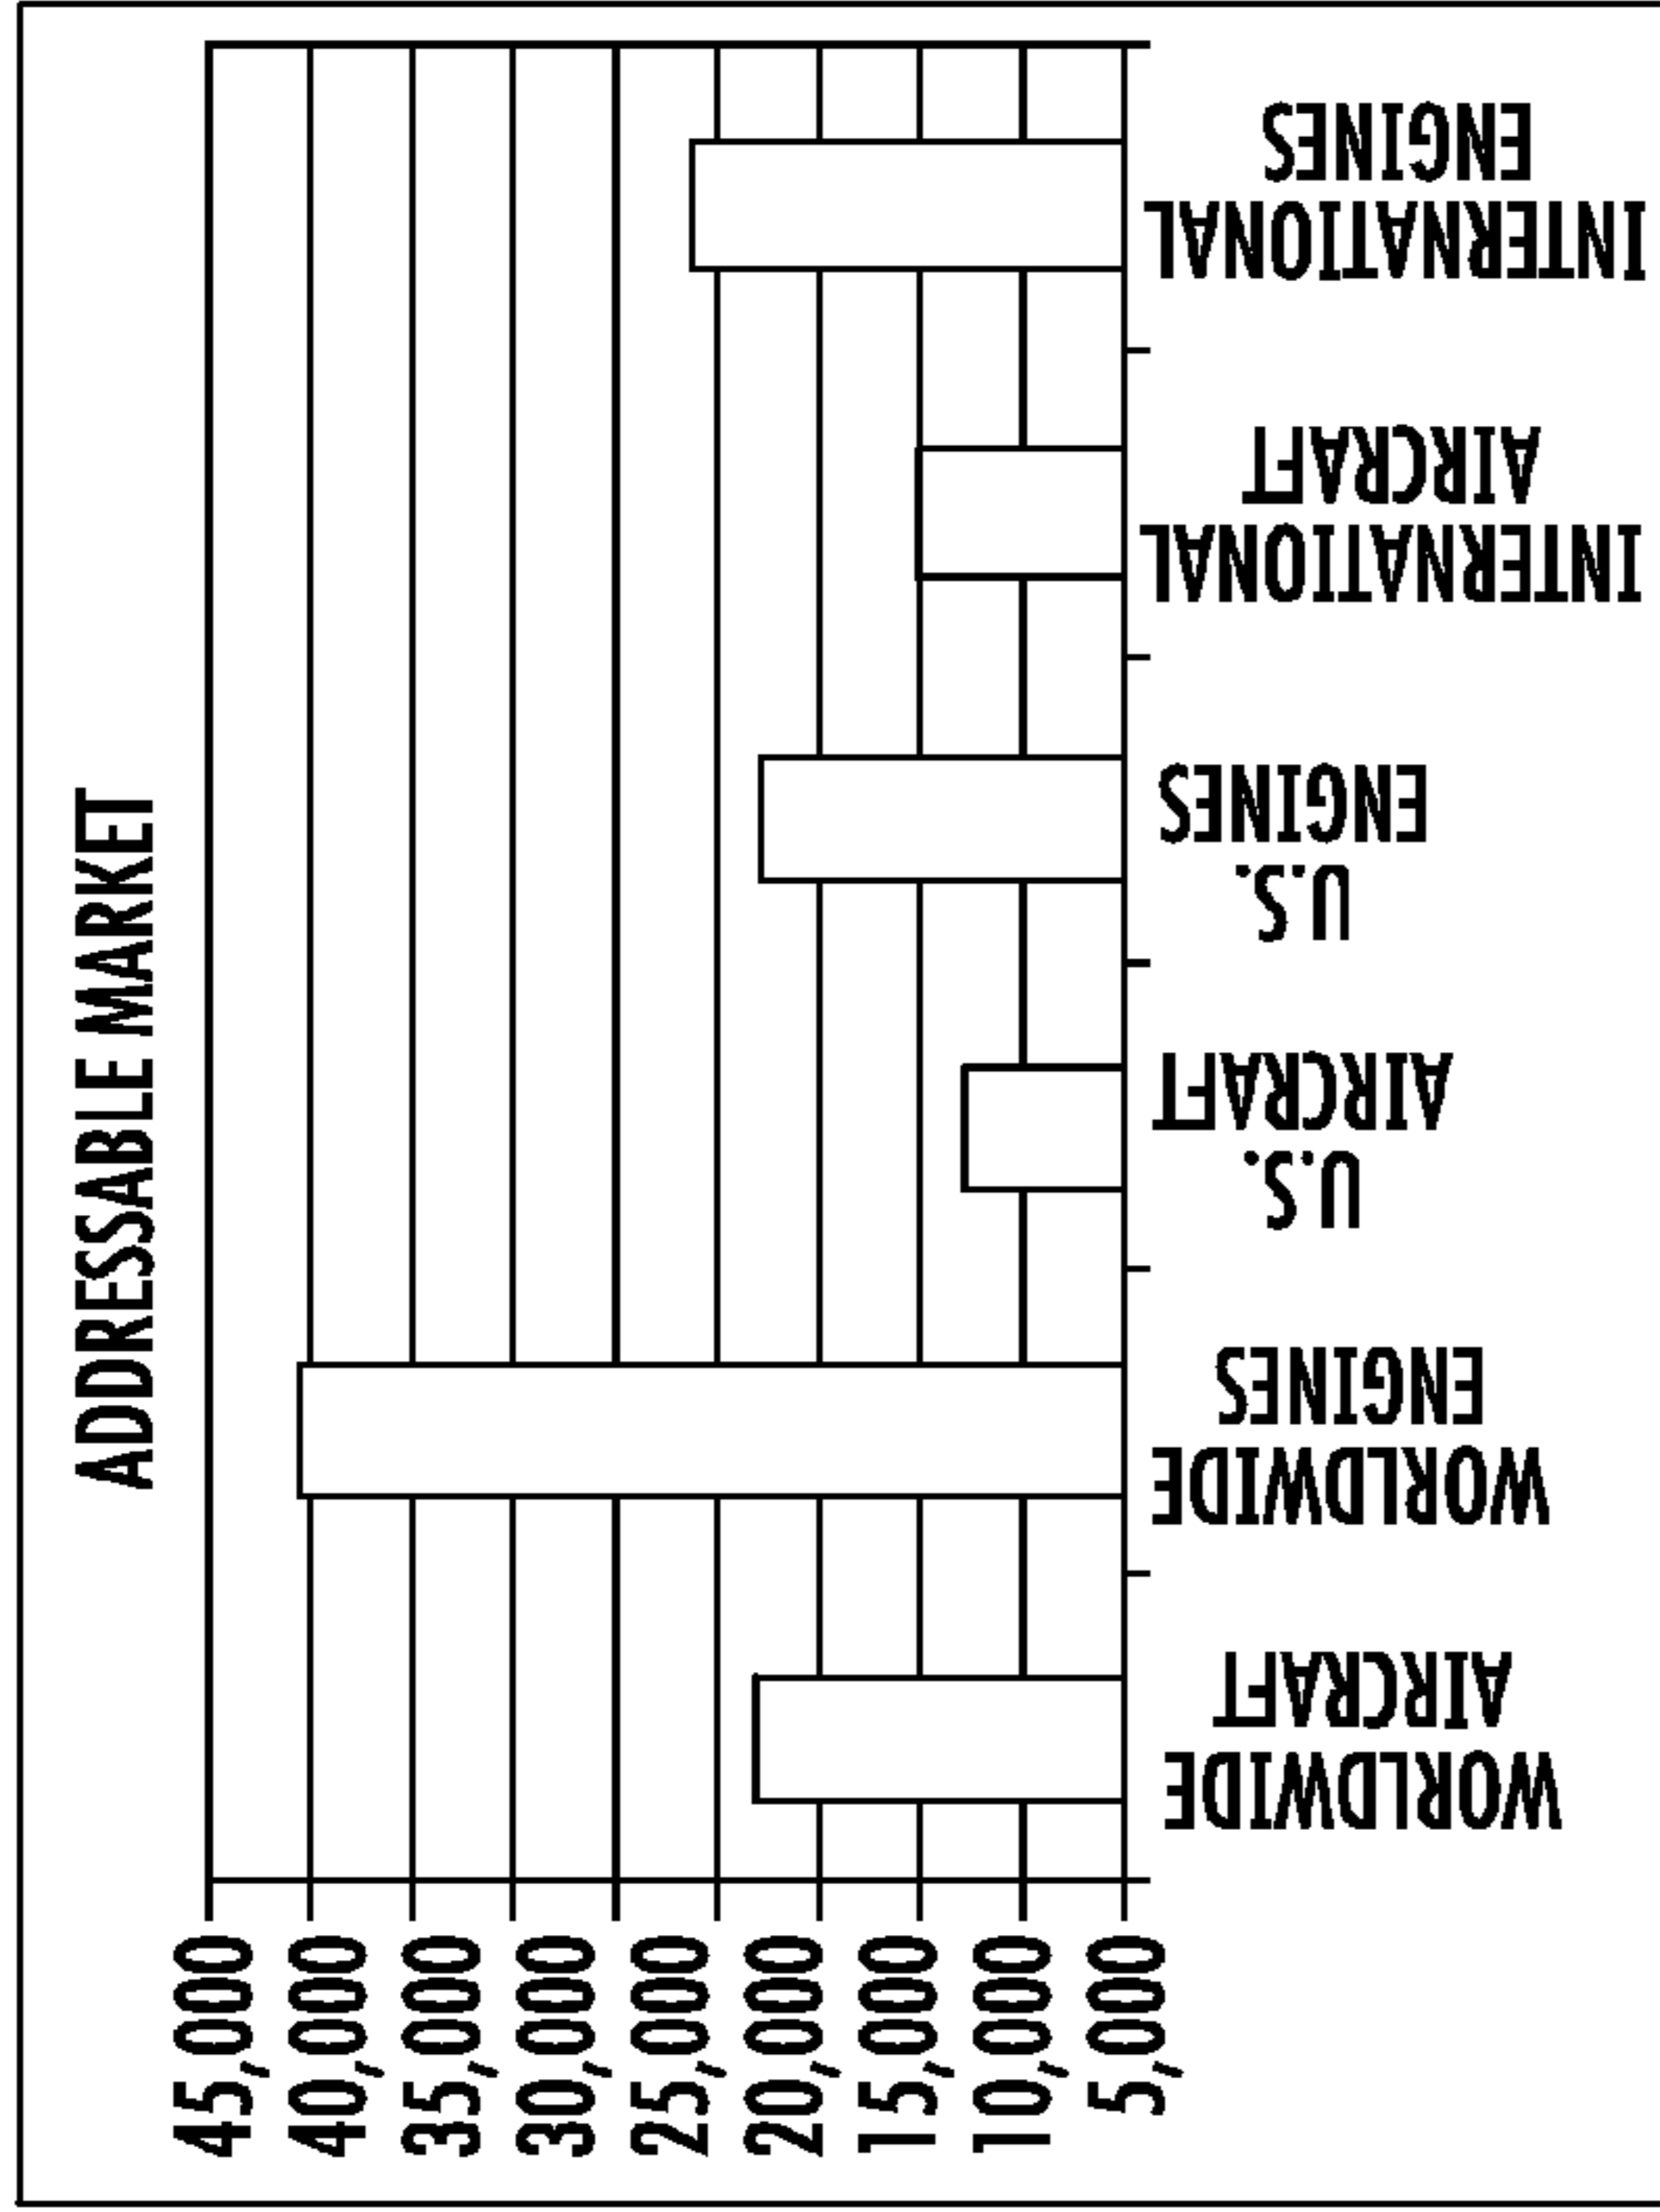 ADDRESSABLE MARKET
45,000
40,000
35,000
30,000
25,000
20,000
15,000
10,000
5,000
WORLDWIDE
AIRCRAFT
WORLDWIDE
ENGINES
U.S.
AIRCRAFT
U.S.
ENGINES
INTERNATIONAL
AIRCRAFT
INTERNATIONAL
ENGINES